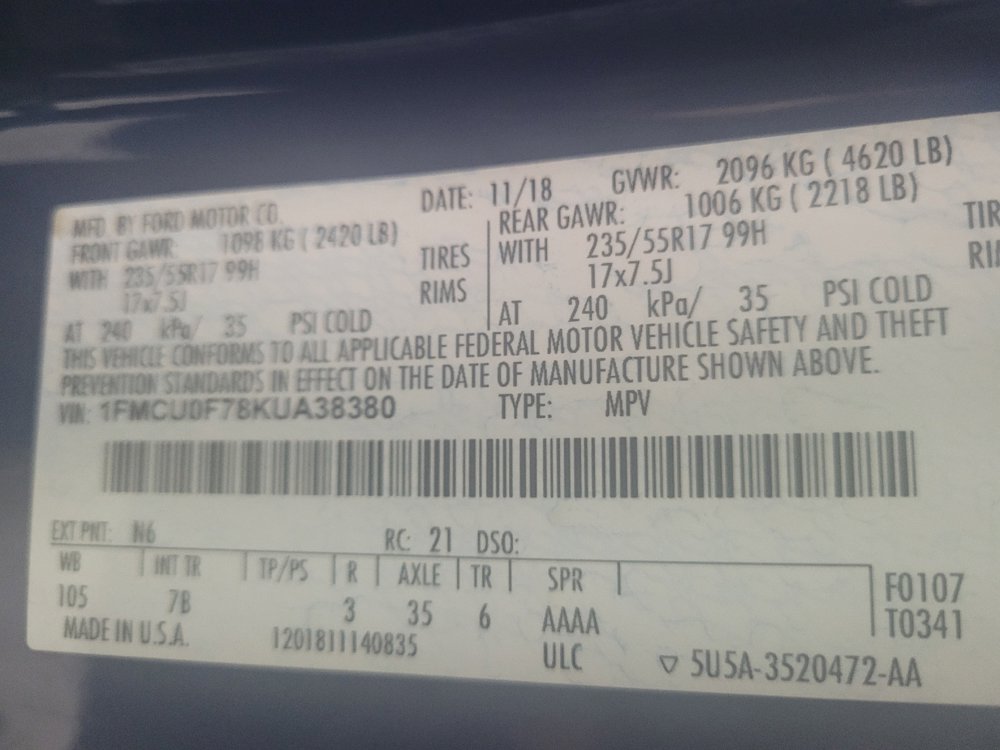 MFD. BY FORD MOTOR CO. DATE: 11/18 GVWR: 2096 KG ( 4620 LB)
FRONT GAWR: 1098 KG ( 2420 LB) REAR GAWR: 1006 KG ( 2218 LB)
WITH 235/55R17 99H TIRES WITH 235/55R17 99H TIR
17x7.5J RIMS 17x7.5J RI
AT 240 kPa/ 35 PSI COLD AT 240 kPa/ 35 PSI COLD
THIS VEHICLE CONFORMS TO ALL APPLICABLE FEDERAL MOTOR VEHICLE SAFETY AND THEFT
PREVENTION STANDARDS IN EFFECT ON THE DATE OF MANUFACTURE SHOWN ABOVE.
VIN: 1FMCU0F78KUA38380 TYPE: MPV
EXT PNT: N6 RC: 21 DSO:
WB INT TR TP/PS R AXLE TR SPR F0107
105 7B 3 35 6 AAAA T0341
MADE IN U.S.A. 1201811140835 ULC ▽ 5U5A-3520472-AA